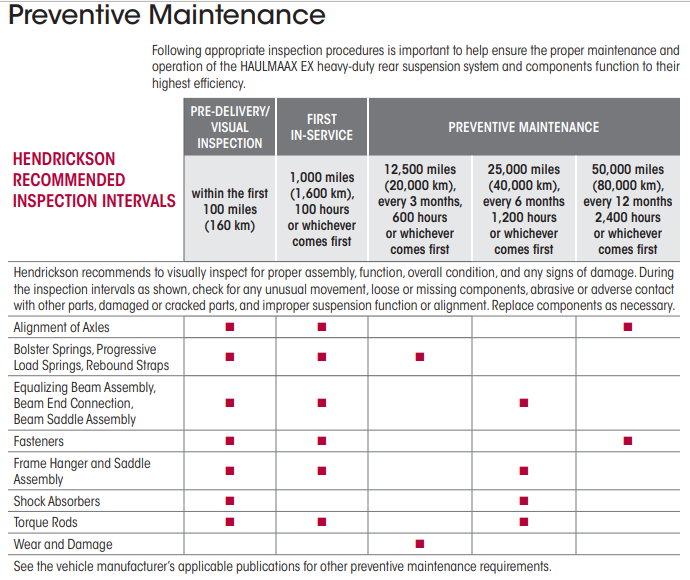 Preventive Maintenance
Following appropriate inspection procedures is important to help ensure the proper maintenance and
operation of the HAULMAAX EX heavy-duty rear suspension system and components function to their
highest efficiency.
HENDRICKSON
RECOMMENDED
INSPECTION INTERVALS
PRE-DELIVERY/
VISUAL
INSPECTION
FIRST
IN-SERVICE
PREVENTIVE MAINTENANCE
within the first
100 miles
(160 km)
1,000 miles
(1,600 km),
100 hours
or whichever
comes first
12,500 miles
(20,000 km),
every 3 months,
600 hours
or whichever
comes first
25,000 miles
(40,000 km),
every 6 months
1,200 hours
or whichever
comes first
50,000 miles
(80,000 km),
every 12 months
2,400 hours
or whichever
comes first
Hendrickson recommends to visually inspect for proper assembly, function, overall condition, and any signs of damage. During
the inspection intervals as shown, check for any unusual movement, loose or missing components, abrasive or adverse contact
with other parts, damaged or cracked parts, and improper suspension function or alignment. Replace components as necessary.
Alignment of Axles
Bolster Springs, Progressive
Load Springs, Rebound Straps
Equalizing Beam Assembly,
Beam End Connection,
Beam Saddle Assembly
Fasteners
Frame Hanger and Saddle
Assembly
Shock Absorbers
Torque Rods
Wear and Damage
See the vehicle manufacturer's applicable publications for other preventive maintenance requirements.